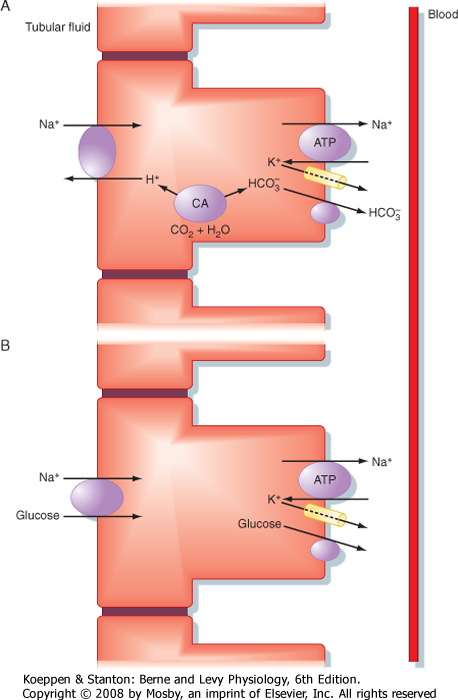 A
Tubular fluid
Blood
Na⁺
Na⁺
ATP
K⁺
H⁺
HCO₃⁻
CA
HCO₃⁻
CO₂ + H₂O
B
Na⁺
Na⁺
ATP
K⁺
Glucose
Glucose
Koeppen & Stanton: Berne and Levy Physiology, 6th Edition.
Copyright © 2008 by Mosby, an imprint of Elsevier, Inc. All rights reserved